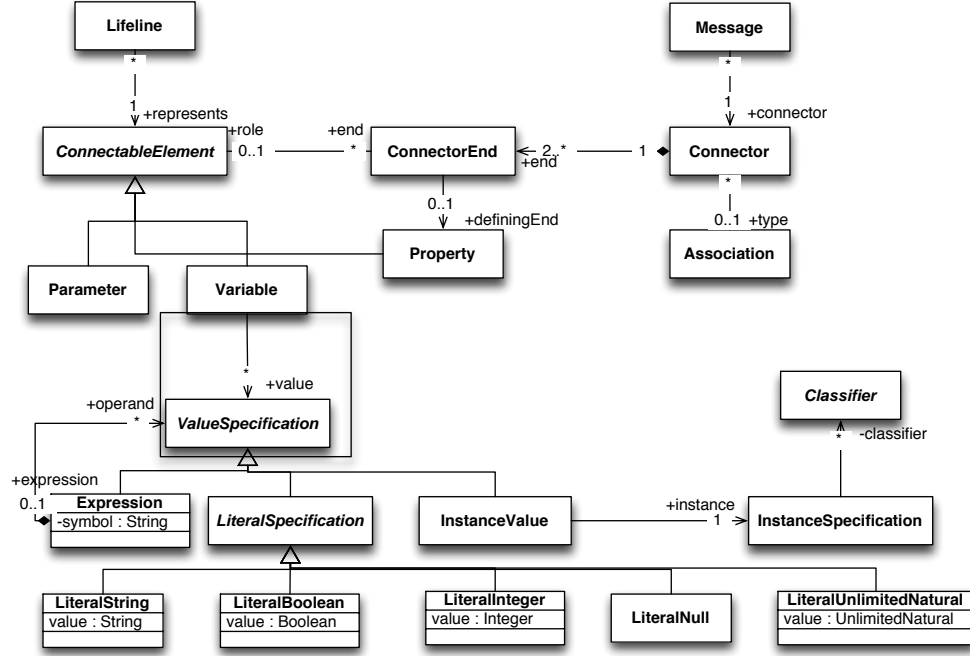 Lifeline
Message
*
*
1
1
+represents
+connector
ConnectableElement
+role
0..1
+end
*
ConnectorEnd
2..*
+end
1
Connector
*
0..1
+definingEnd
0..1
+type
Property
Association
Parameter
Variable
*
+value
+operand
*
ValueSpecification
Classifier
*
-classifier
+expression
0..1
Expression
-symbol : String
LiteralSpecification
InstanceValue
+instance
1
InstanceSpecification
LiteralString
value : String
LiteralBoolean
value : Boolean
LiteralInteger
value : Integer
LiteralNull
LiteralUnlimitedNatural
value : UnlimitedNatural